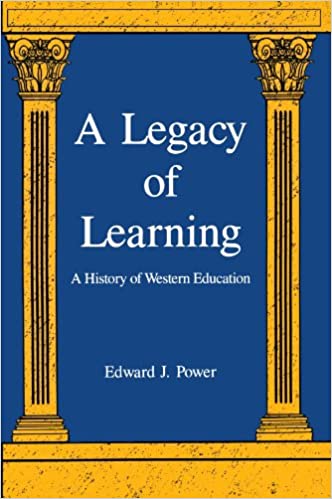 A Legacy
of
Learning
A History of Western Education
Edward J. Power